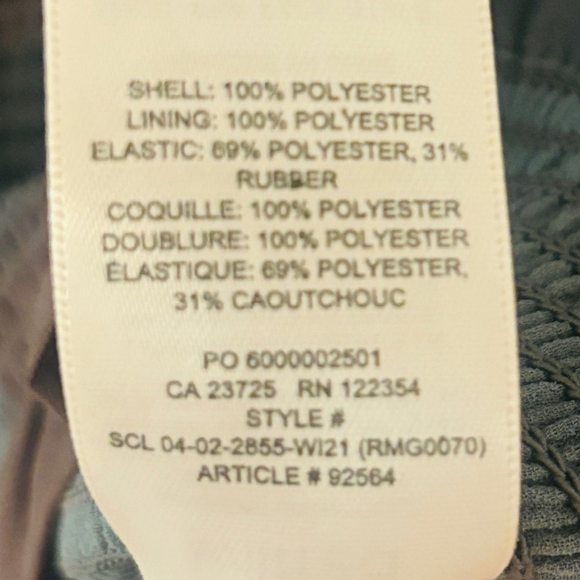 SHELL: 100% POLYESTER
LINING: 100% POLYESTER
ELASTIC: 69% POLYESTER, 31%
RUBBER
COQUILLE: 100% POLYESTER
DOUBLURE: 100% POLYESTER
ÉLASTIQUE: 69% POLYESTER,
31% CAOUTCHOUC
PO 6000002501
CA 23725 RN 122354
STYLE #
SCL 04-02-2855-WI21 (RMG0070)
ARTICLE # 92564